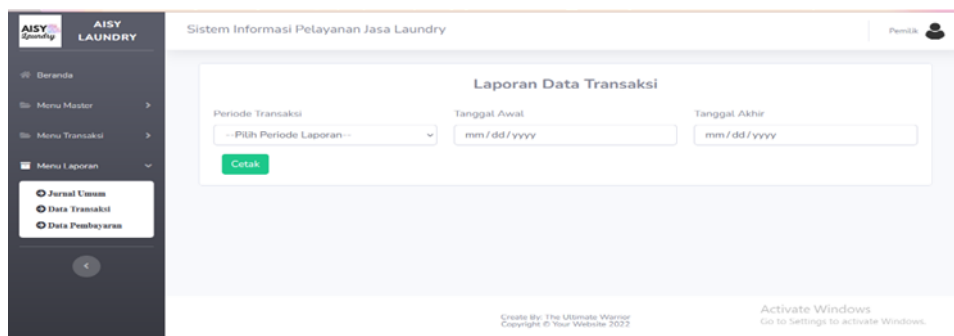 AISY
Laundry
AISY
LAUNDRY
Sistem Informasi Pelayanan Jasa Laundry
Pemilik
Beranda
Menu Master
Menu Transaksi
Menu Laporan
Jurnal Umum
Data Transaksi
Data Pembayaran
Laporan Data Transaksi
Periode Transaksi
Tanggal Awal
Tanggal Akhir
--Pilih Periode Laporan--
mm/dd/yyyy
mm/dd/yyyy
Cetak
Create By: The Ultimate Warrior
Copyright © Your Website 2022
Activate Windows
Go to Settings to activate Windows.